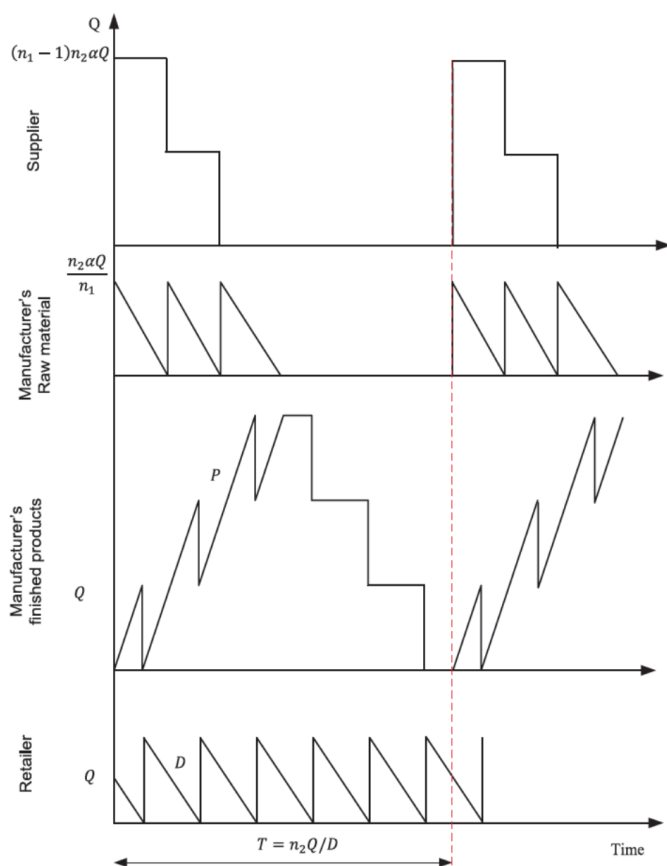 Q
(n₁ − 1)n₂αQ
Supplier
n₂αQ
n₁
Manufacturer's
Raw material
P
Manufacturer's
finished products
Q
Retailer
Q
D
T = n₂Q/D
Time